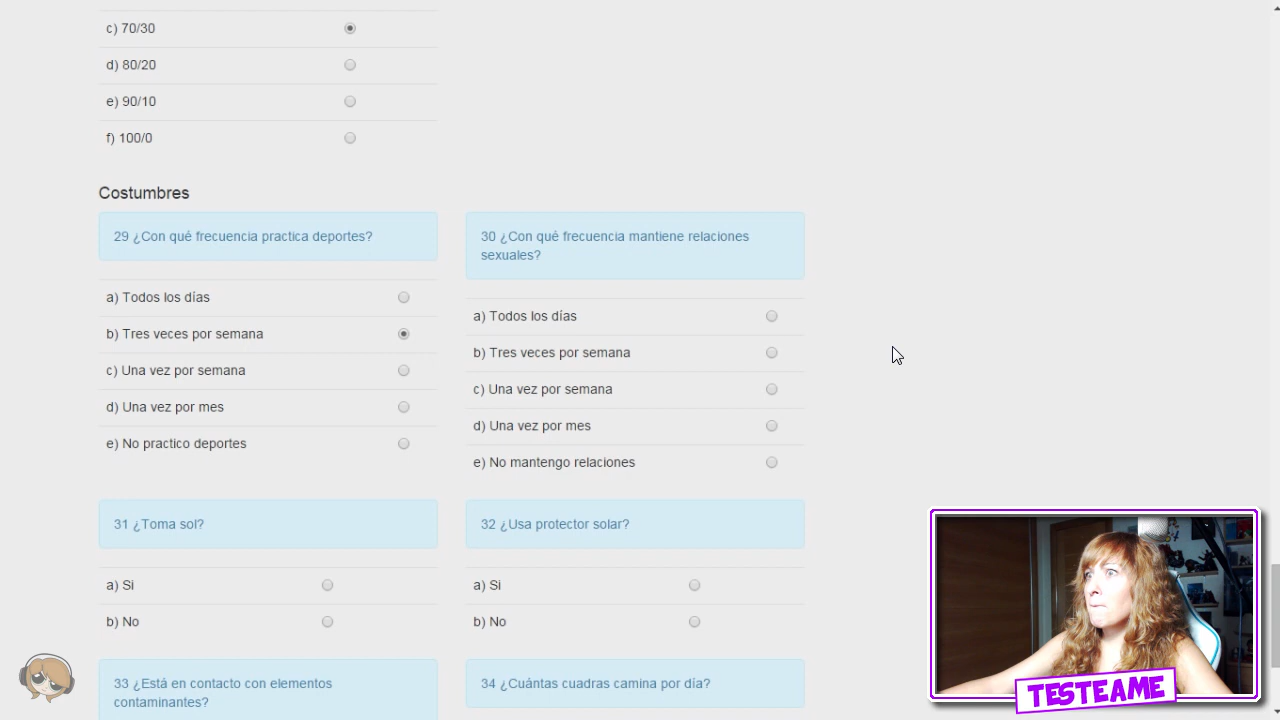 c) 70/30
d) 80/20
e) 90/10
f) 100/0
Costumbres
29 ¿Con qué frecuencia practica deportes?
a) Todos los días
b) Tres veces por semana
c) Una vez por semana
d) Una vez por mes
e) No practico deportes
30 ¿Con qué frecuencia mantiene relaciones
sexuales?
a) Todos los días
b) Tres veces por semana
c) Una vez por semana
d) Una vez por mes
e) No mantengo relaciones
31 ¿Toma sol?
a) Si
b) No
32 ¿Usa protector solar?
a) Si
b) No
33 ¿Está en contacto con elementos
contaminantes?
34 ¿Cuántas cuadras camina por día?
TESTEAME